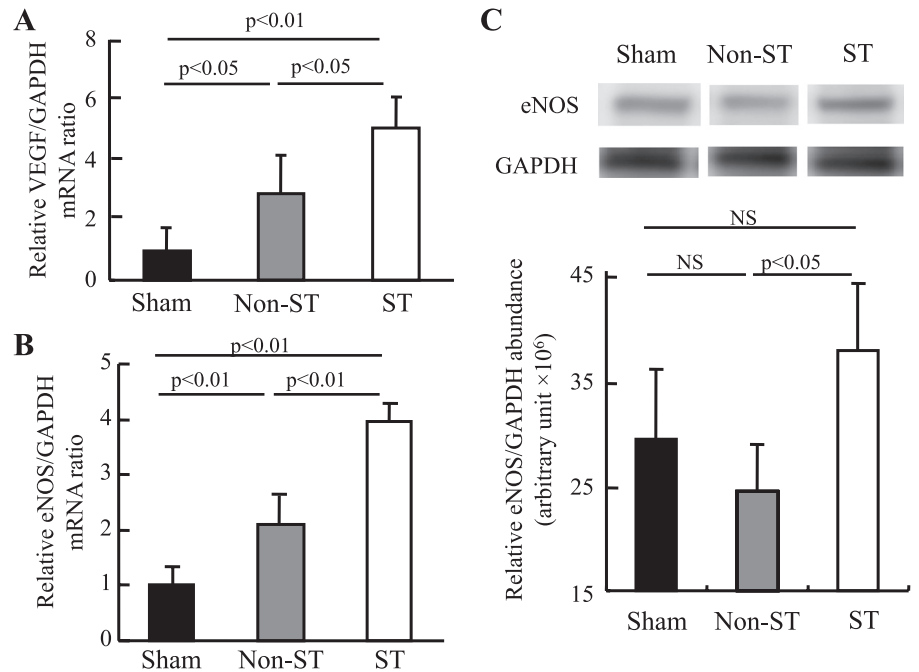 A
p<0.01
p<0.05
p<0.05
Relative VEGF/GAPDH
mRNA ratio
8
6
4
2
0
Sham
Non-ST
ST
B
p<0.01
p<0.01
p<0.01
Relative eNOS/GAPDH
mRNA ratio
5
4
3
2
1
0
Sham
Non-ST
ST
C
Sham
Non-ST
ST
eNOS
GAPDH
NS
NS
p<0.05
Relative eNOS/GAPDH abundance
(arbitrary unit ×10⁶)
45
35
25
15
Sham
Non-ST
ST